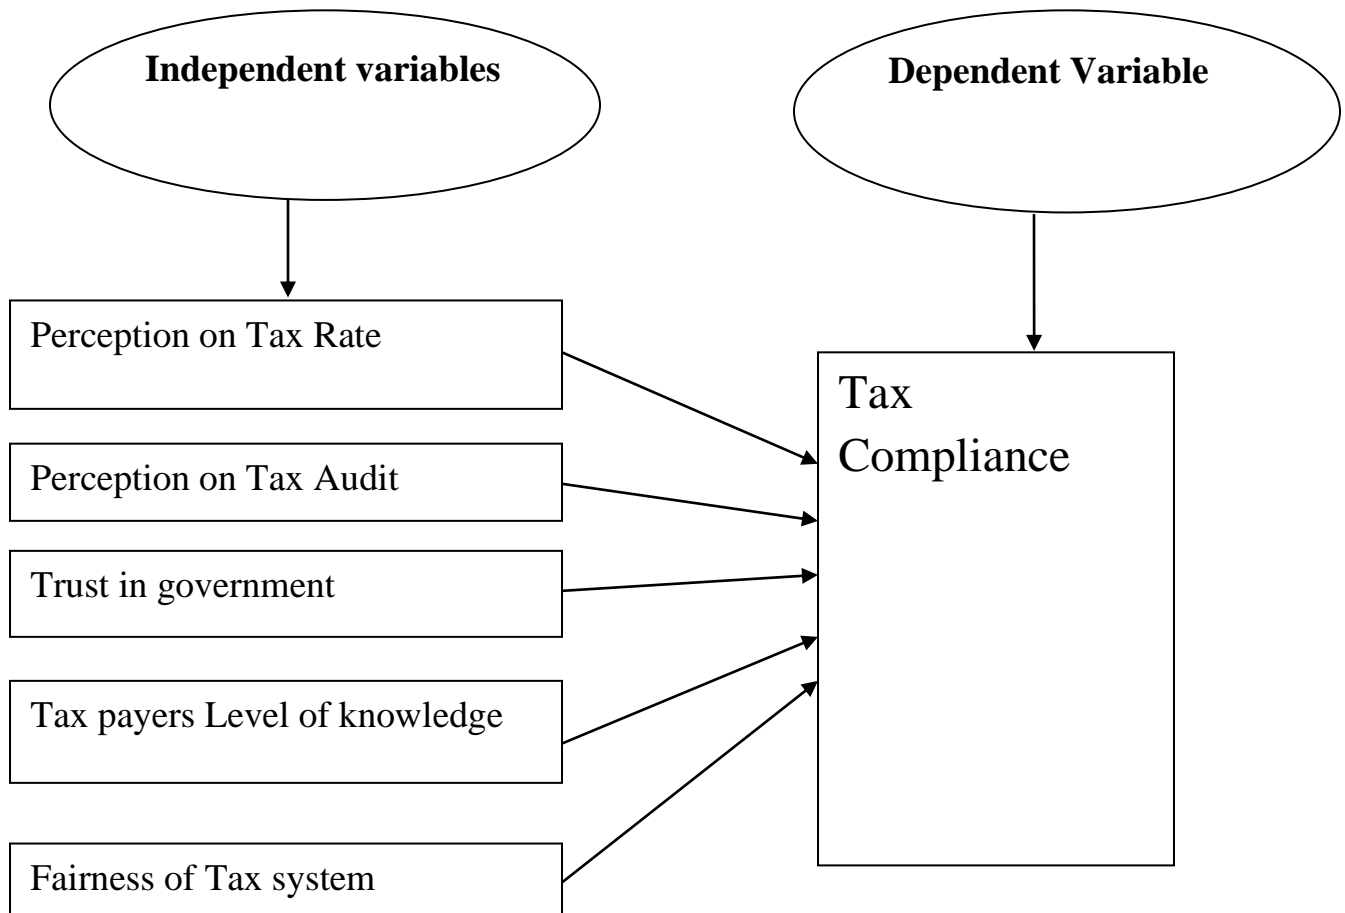 Independent variables
Dependent Variable
Perception on Tax Rate
Tax
Compliance
Perception on Tax Audit
Trust in government
Tax payers Level of knowledge
Fairness of Tax system